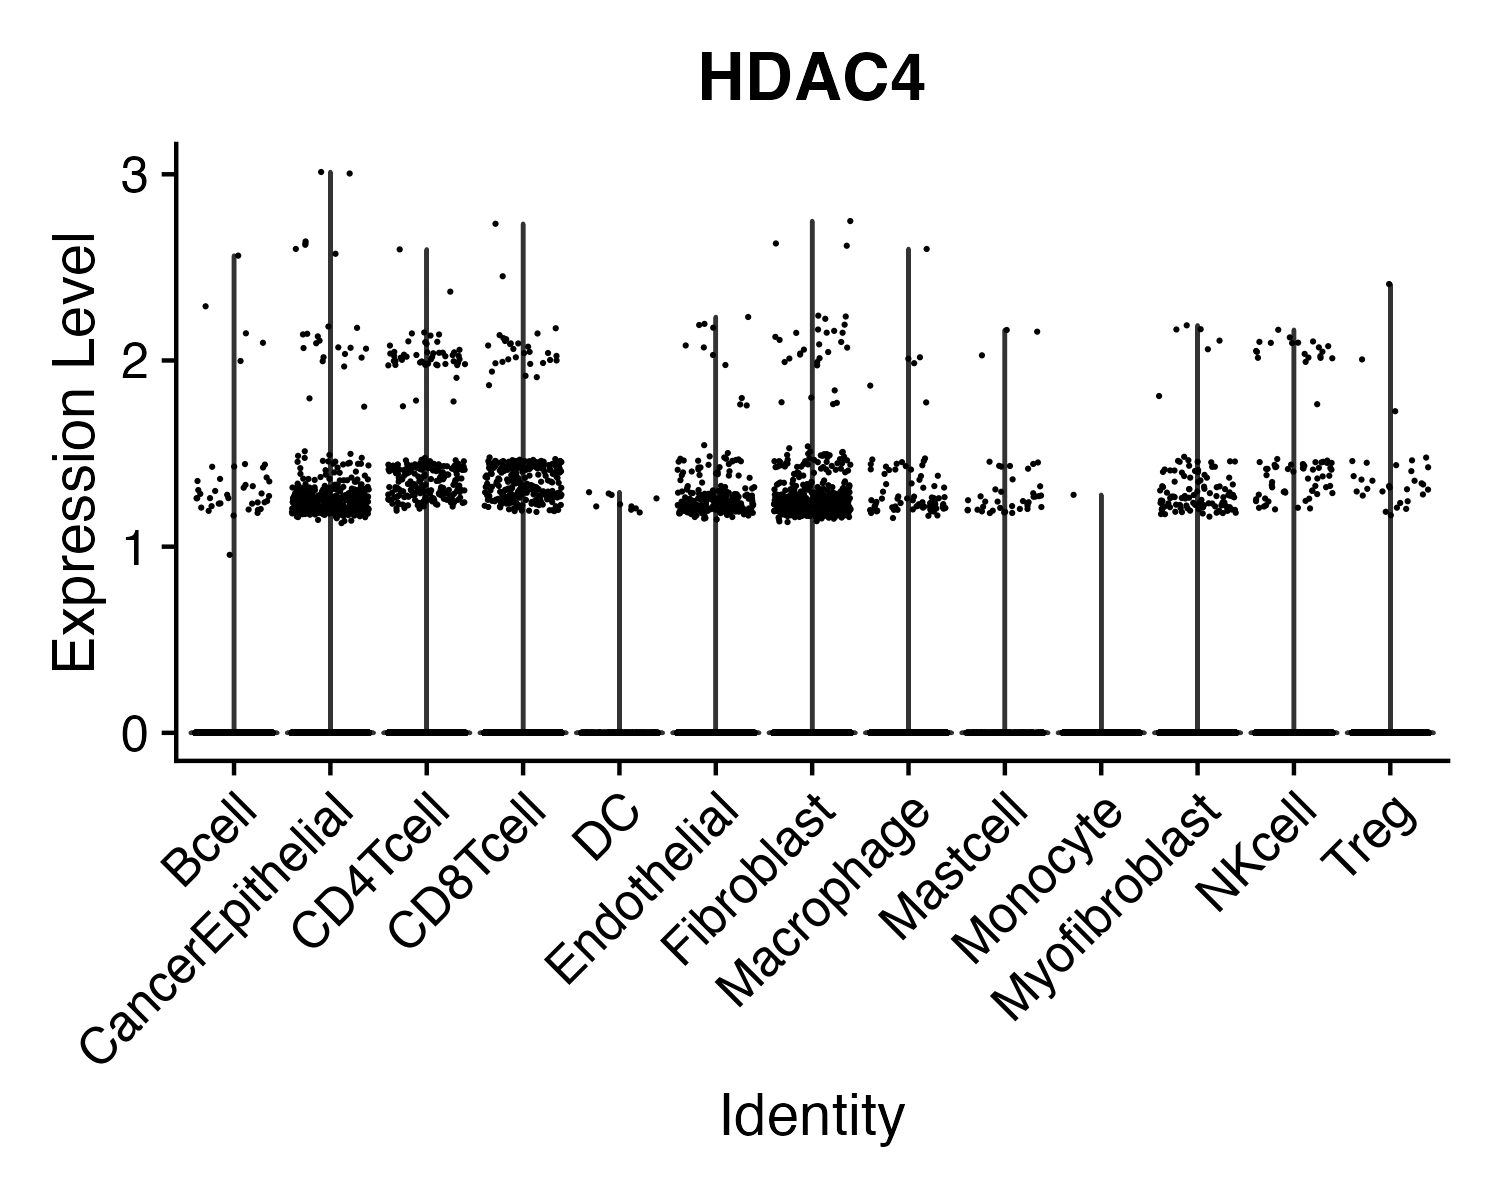 HDAC4
Expression Level
3
2
1
0
Bcell
CancerEpithelial
CD4Tcell
CD8Tcell
DC
Endothelial
Fibroblast
Macrophage
Mastcell
Monocyte
Myofibroblast
NKcell
Treg
Identity